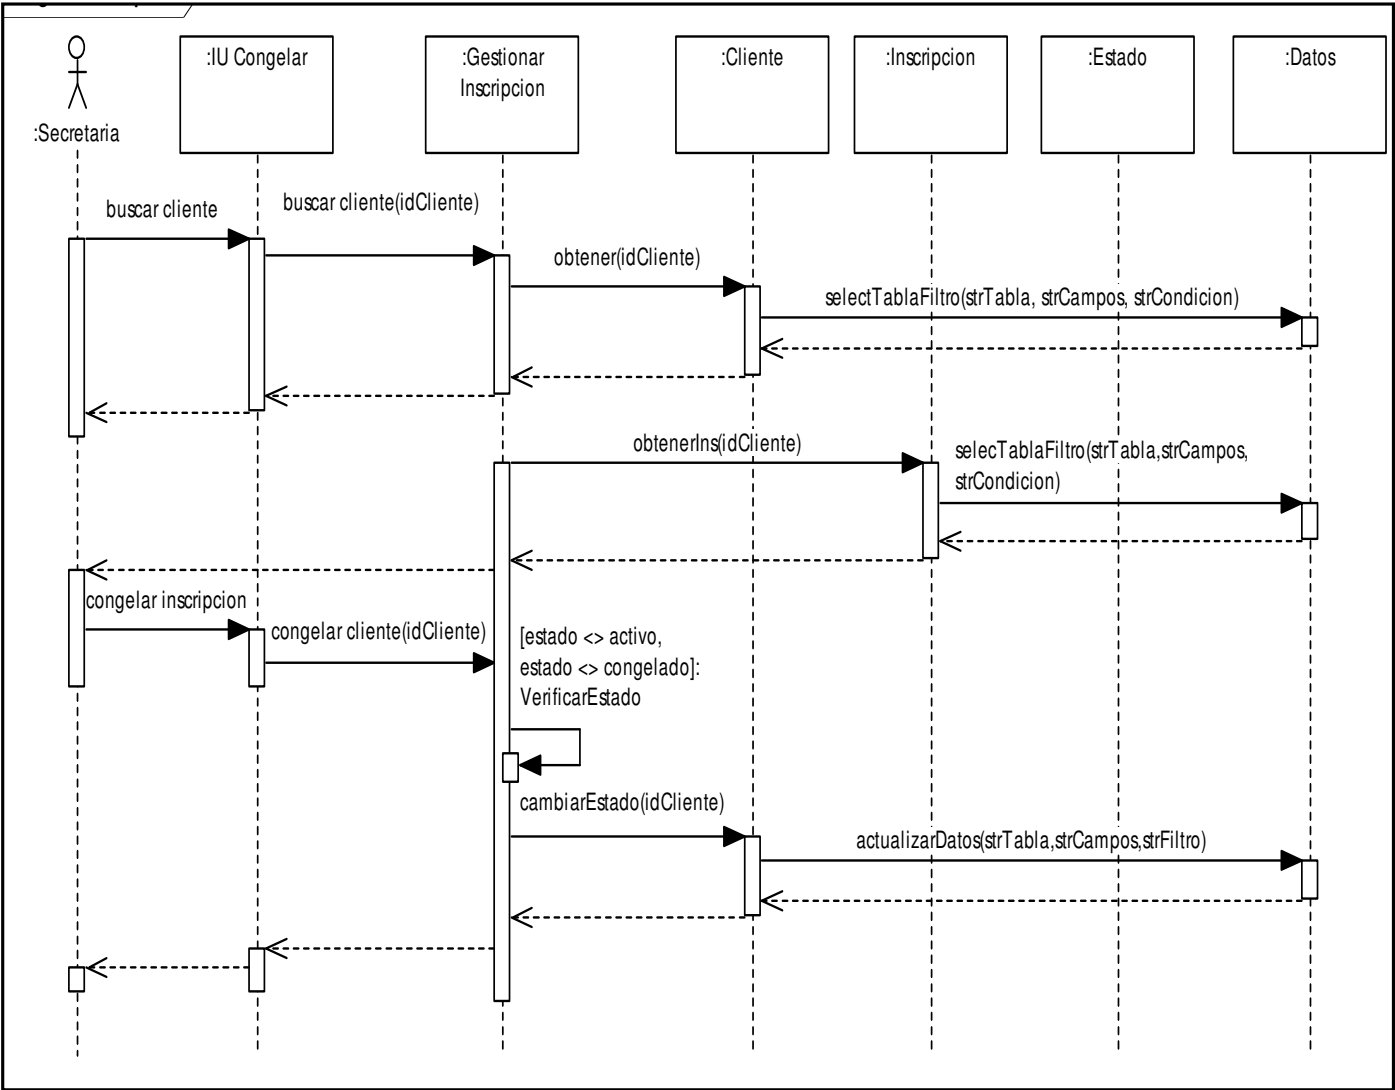 :IU Congelar
:Gestionar
Inscripcion
:Cliente
:Inscripcion
:Estado
:Datos
:Secretaria
buscar cliente
buscar cliente(idCliente)
obtener(idCliente)
selectTablaFiltro(strTabla, strCampos, strCondicion)
obtenerIns(idCliente)
selecTablaFiltro(strTabla,strCampos,
strCondicion)
congelar inscripcion
congelar cliente(idCliente)
[estado <> activo,
estado <> congelado]:
VerificarEstado
cambiarEstado(idCliente)
actualizarDatos(strTabla,strCampos,strFiltro)